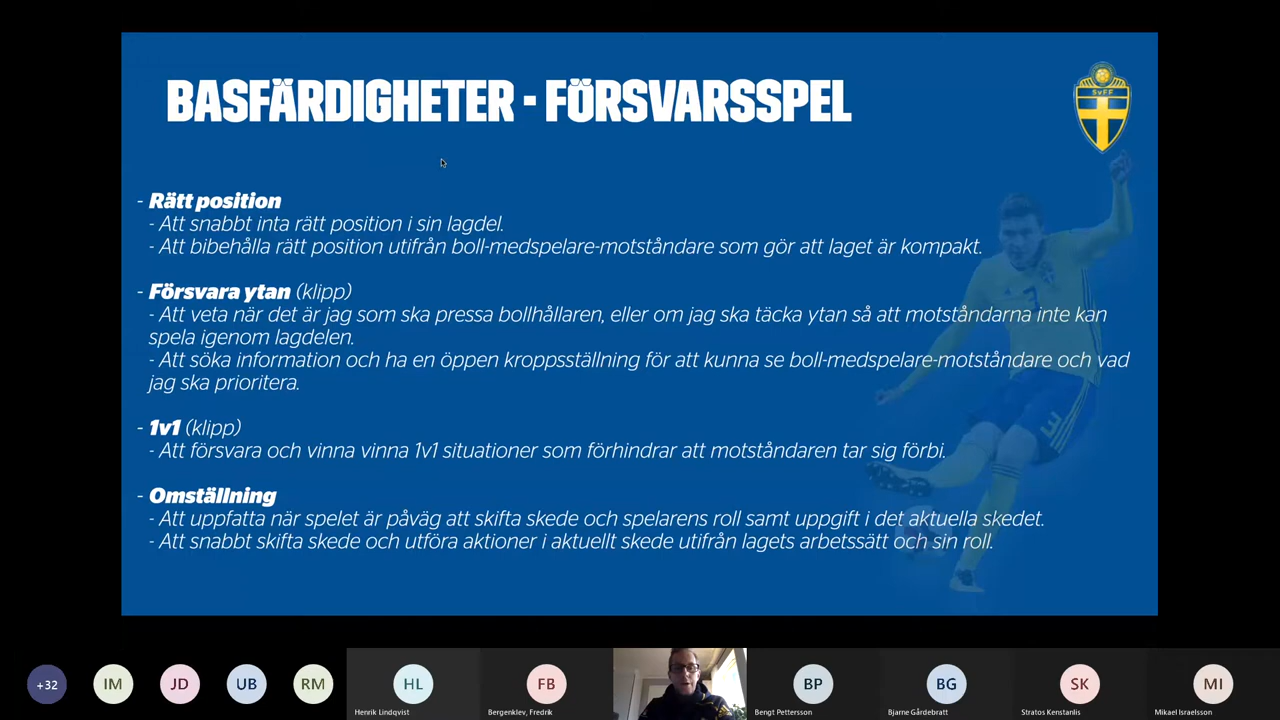 BASFÄRDIGHETER - FÖRSVARSSPEL
SvFF
- Rätt position
- Att snabbt inta rätt position i sin lagdel.
- Att bibehålla rätt position utifrån boll-medspelare-motståndare som gör att laget är kompakt.
- Försvara ytan (klipp)
- Att veta när det är jag som ska pressa bollhållaren, eller om jag ska täcka ytan så att motståndarna inte kan
spela igenom lagdelen.
- Att söka information och ha en öppen kroppsställning för att kunna se boll-medspelare-motståndare och vad
jag ska prioritera.
- 1v1 (klipp)
- Att försvara och vinna vinna 1v1 situationer som förhindrar att motståndaren tar sig förbi.
- Omställning
- Att uppfatta när spelet är påväg att skifta skede och spelarens roll samt uppgift i det aktuella skedet.
- Att snabbt skifta skede och utföra aktioner i aktuellt skede utifrån lagets arbetssätt och sin roll.
3
3
+32 IM JD UB RM HL FB BP BG SK MI
Henrik Lindqvist Bergenklev, Fredrik Bengt Pettersson Bjarne Gårdebratt Stratos Kenstanlis Mikael Israelsson